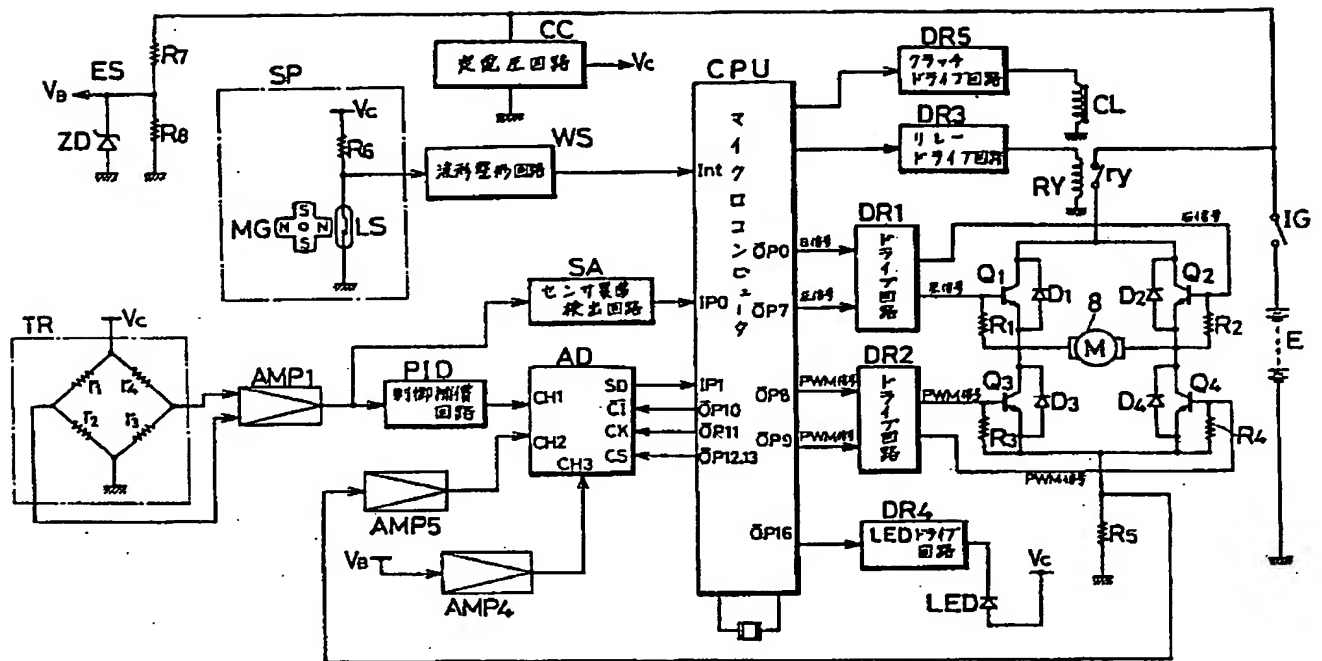 CC
定電圧回路
Vc
R7
ES
VB
ZD
R8
SP
Vc
R6
MG
S
N
N
S
LS
WS
波形整形回路
CPU
マイクロコンピュータ
Int
IP0
IP1
ŌP10
ŌP11
ŌP12,13
ŌP0
ŌP7
ŌP8
ŌP9
ŌP16
DR5
クラッチ
ドライブ回路
CL
DR3
リレー
ドライブ回路
RY
ry
IG
E
DR1
ドライブ回路
Q1
Q2
D1
D2
R1
R2
8
M
DR2
ドライブ回路
PWM信号
PWM信号
PWM信号
PWM信号
Q3
Q4
D3
D4
R3
R4
R5
SA
センサ異常
検出回路
TR
Vc
r1
r4
r2
r3
AMP1
PID
制御補償
回路
AD
CH1
CH2
CH3
SD
C̅I̅
CK
CS
AMP5
VB
AMP4
DR4
LEDドライブ
回路
LED
Vc